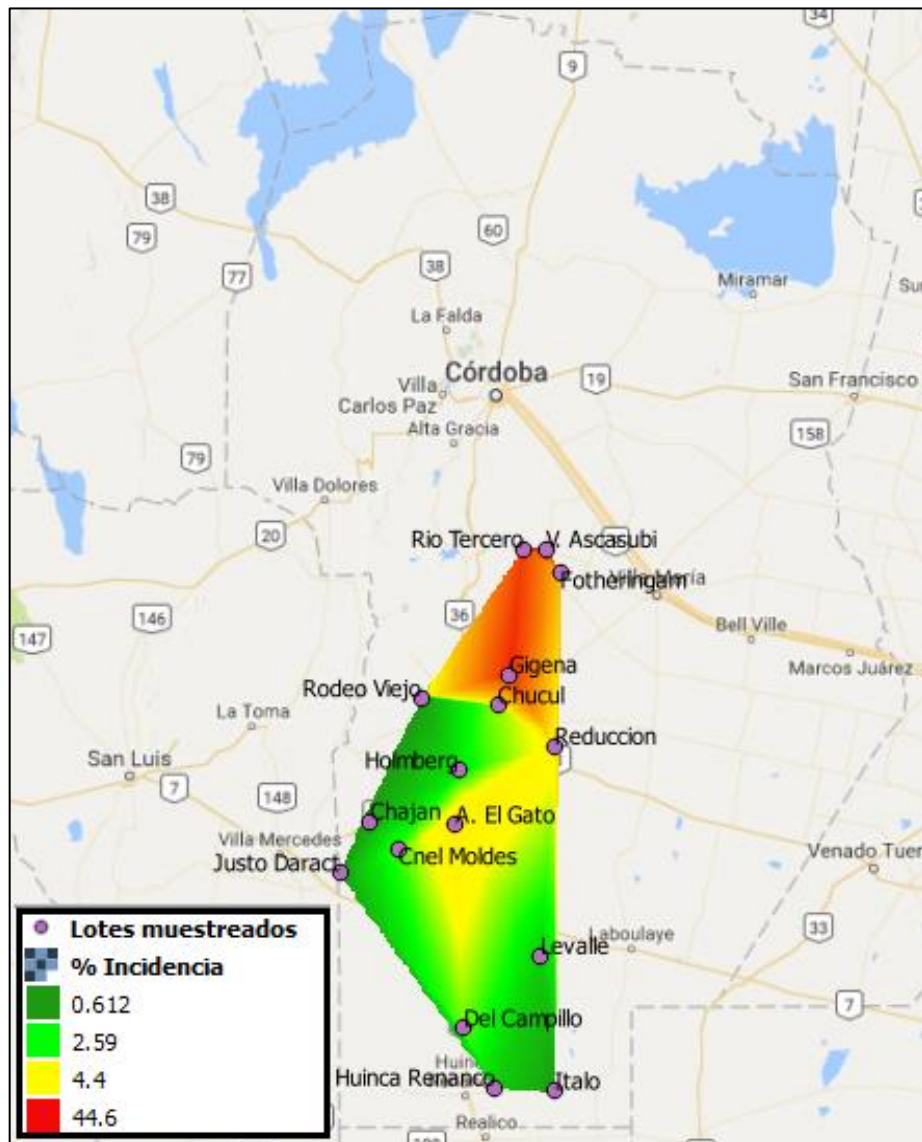 34
9
38
79
60
77
38
Miramar
Su
La Falda
Córdoba
19
Villa
Carlos Paz
San Francisco
Alta Gracia
158
79
Villa Dolores
20
Rio Tercero
V. Ascasubi
Fotheringam
Villa María
146
36
147
Bell Ville
Marcos Juárez
Gigena
Rodeo Viejo
Chucul
La Toma
Reduccion
San Luis
7
Holmberg
148
Chajan
A. El Gato
Villa Mercedes
Cnel Moldes
Justo Daract
Venado Tuer
33
Levalle
Laboulaye
7
Del Campillo
Huinca Renanco
Italo
Realico
Lotes muestreados
% Incidencia
0.612
2.59
4.4
44.6